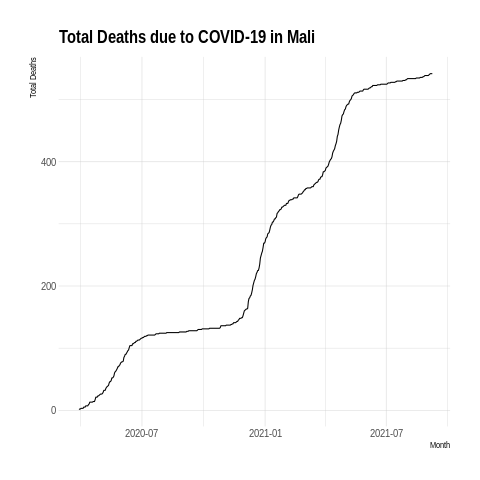 Total Deaths due to COVID-19 in Mali
Total Deaths
400
200
0
2020-07
2021-01
2021-07
Month